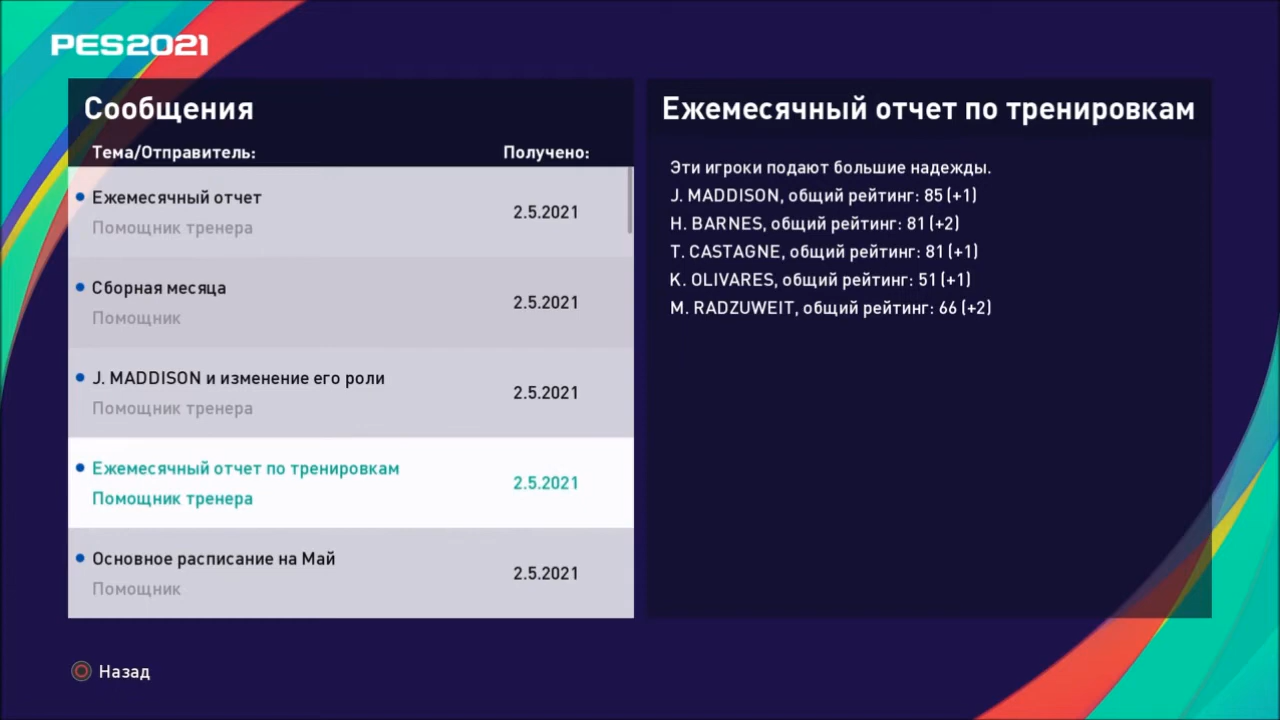 PES2021
Сообщения
Тема/Отправитель: Получено:
Ежемесячный отчет
Помощник тренера
2.5.2021
Сборная месяца
Помощник
2.5.2021
J. MADDISON и изменение его роли
Помощник тренера
2.5.2021
Ежемесячный отчет по тренировкам
Помощник тренера
2.5.2021
Основное расписание на Май
Помощник
2.5.2021
Ежемесячный отчет по тренировкам
Эти игроки подают большие надежды.
J. MADDISON, общий рейтинг: 85 (+1)
H. BARNES, общий рейтинг: 81 (+2)
T. CASTAGNE, общий рейтинг: 81 (+1)
K. OLIVARES, общий рейтинг: 51 (+1)
M. RADZUWEIT, общий рейтинг: 66 (+2)
Назад